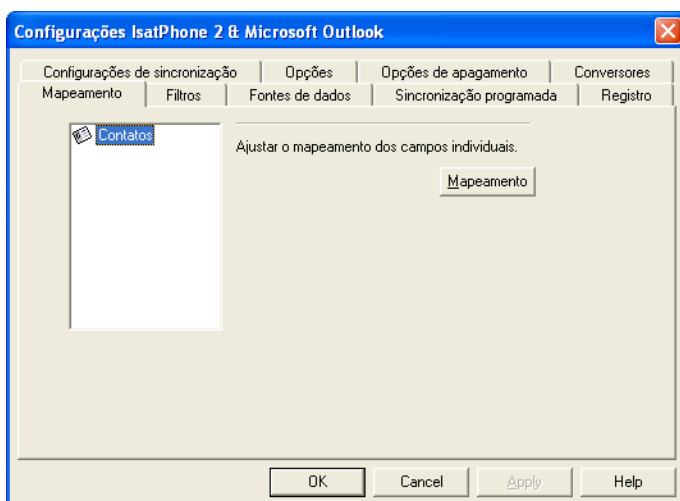 Configurações IsatPhone 2 & Microsoft Outlook
Configurações de sincronização Opções Opções de apagamento Conversores
Mapeamento Filtros Fontes de dados Sincronização programada Registro
Contatos
Ajustar o mapeamento dos campos individuais.
Mapeamento
OK Cancel Apply Help